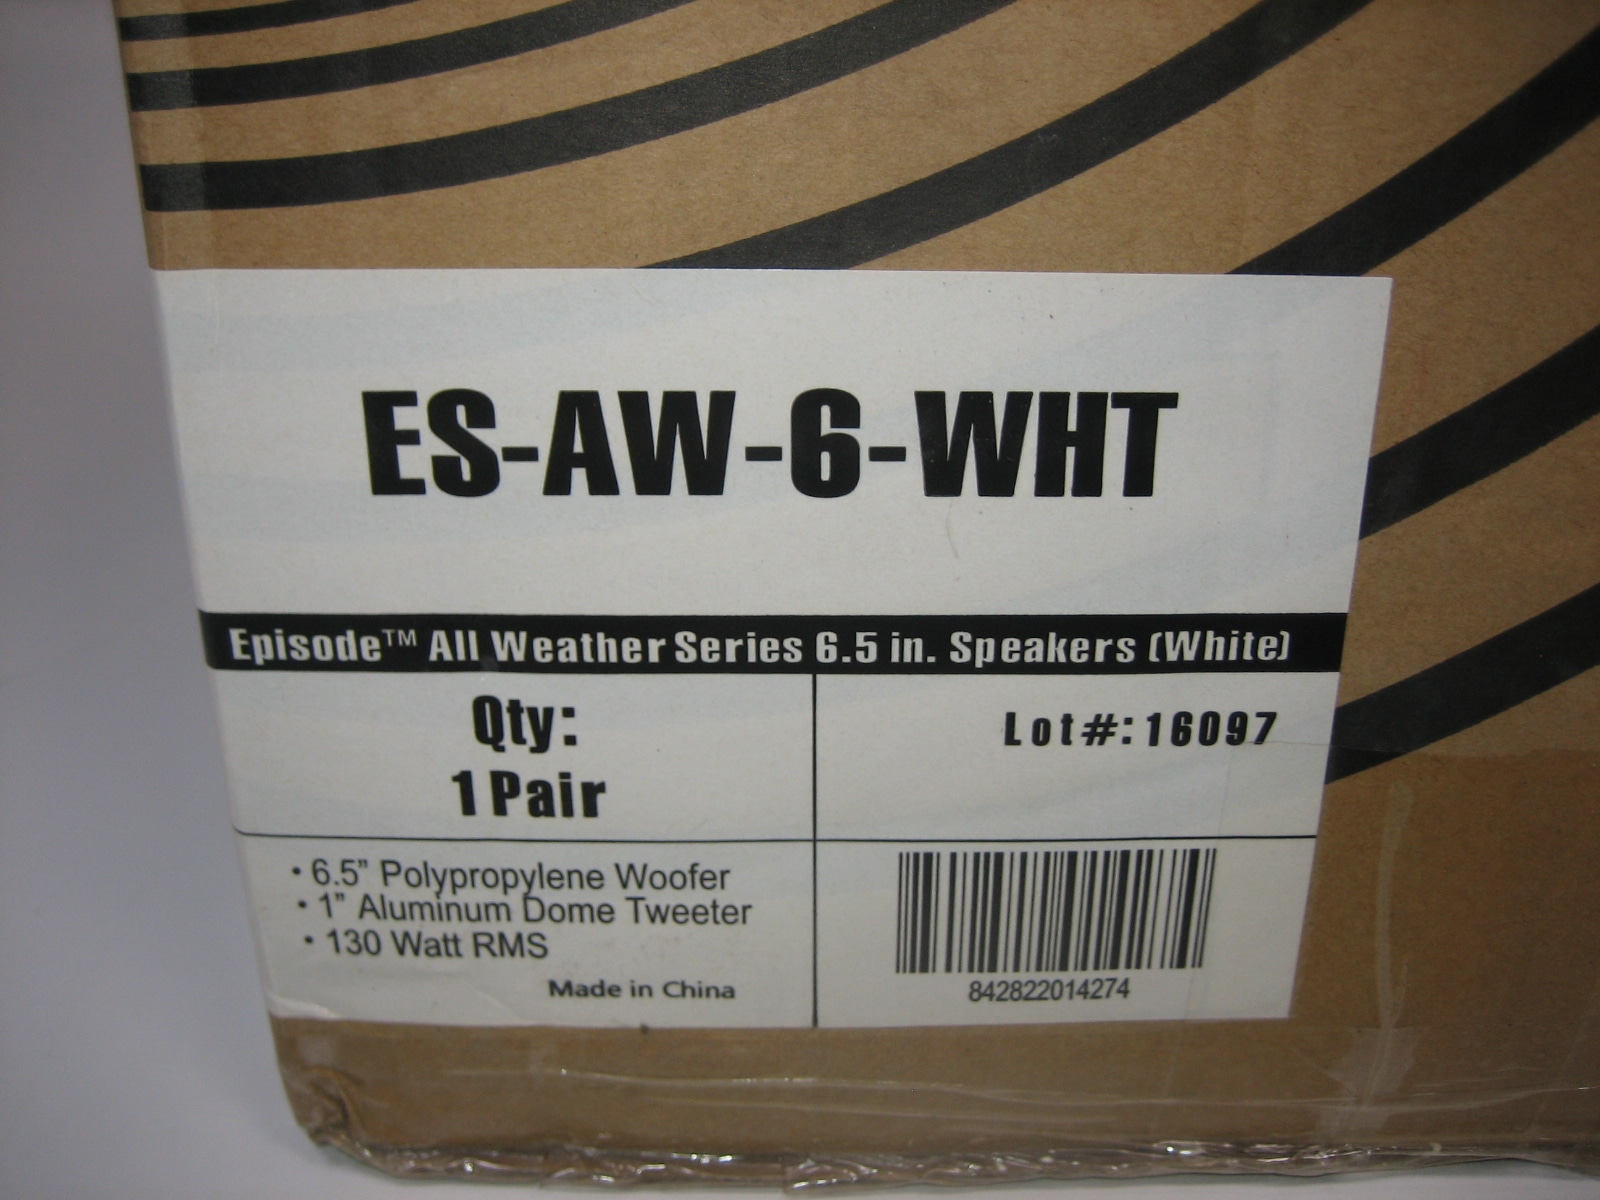 ES-AW-6-WHT
Episode™ All Weather Series 6.5 in. Speakers (White)
Qty:
1 Pair
Lot#: 16097
• 6.5" Polypropylene Woofer
• 1" Aluminum Dome Tweeter
• 130 Watt RMS
Made in China
842822014274